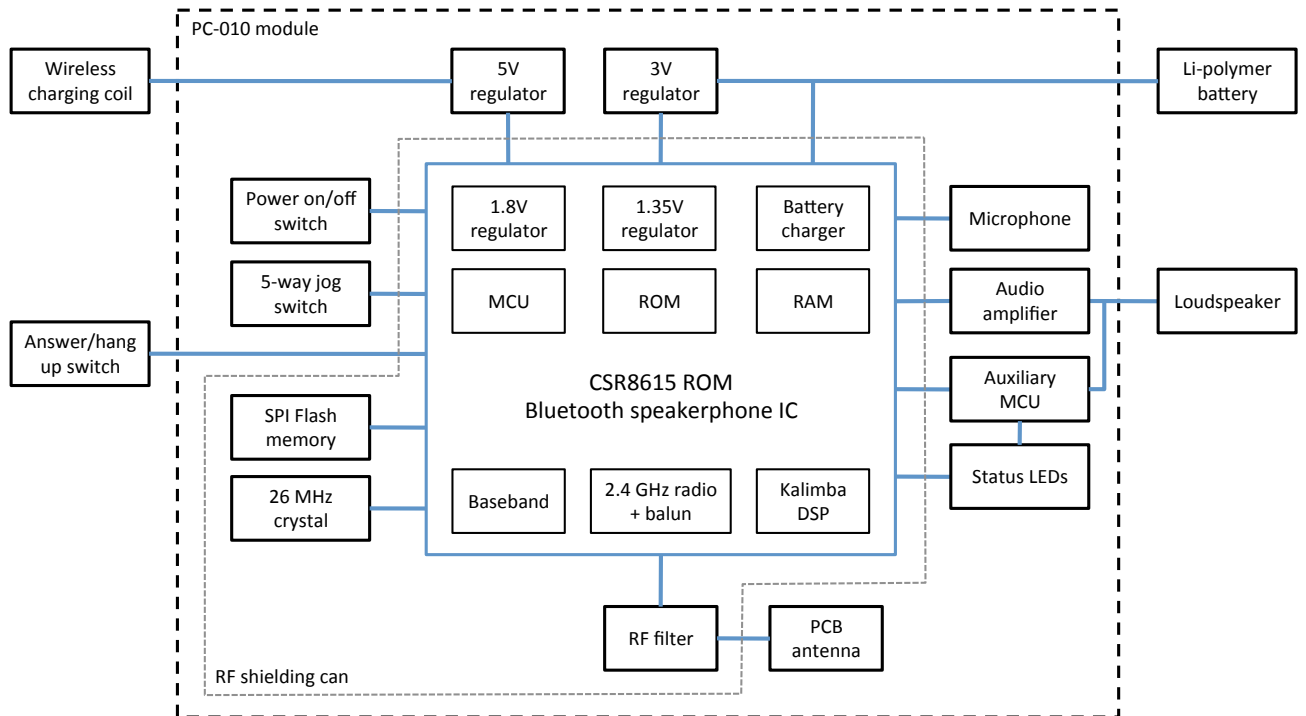 PC-010 module
Wireless
charging coil
5V
regulator
3V
regulator
Li-polymer
battery
Power on/off
switch
1.8V
regulator
1.35V
regulator
Battery
charger
Microphone
5-way jog
switch
MCU
ROM
RAM
Audio
amplifier
Loudspeaker
Answer/hang
up switch
CSR8615 ROM
Bluetooth speakerphone IC
Auxiliary
MCU
SPI Flash
memory
Status LEDs
26 MHz
crystal
Baseband
2.4 GHz radio
+ balun
Kalimba
DSP
RF filter
PCB
antenna
RF shielding can